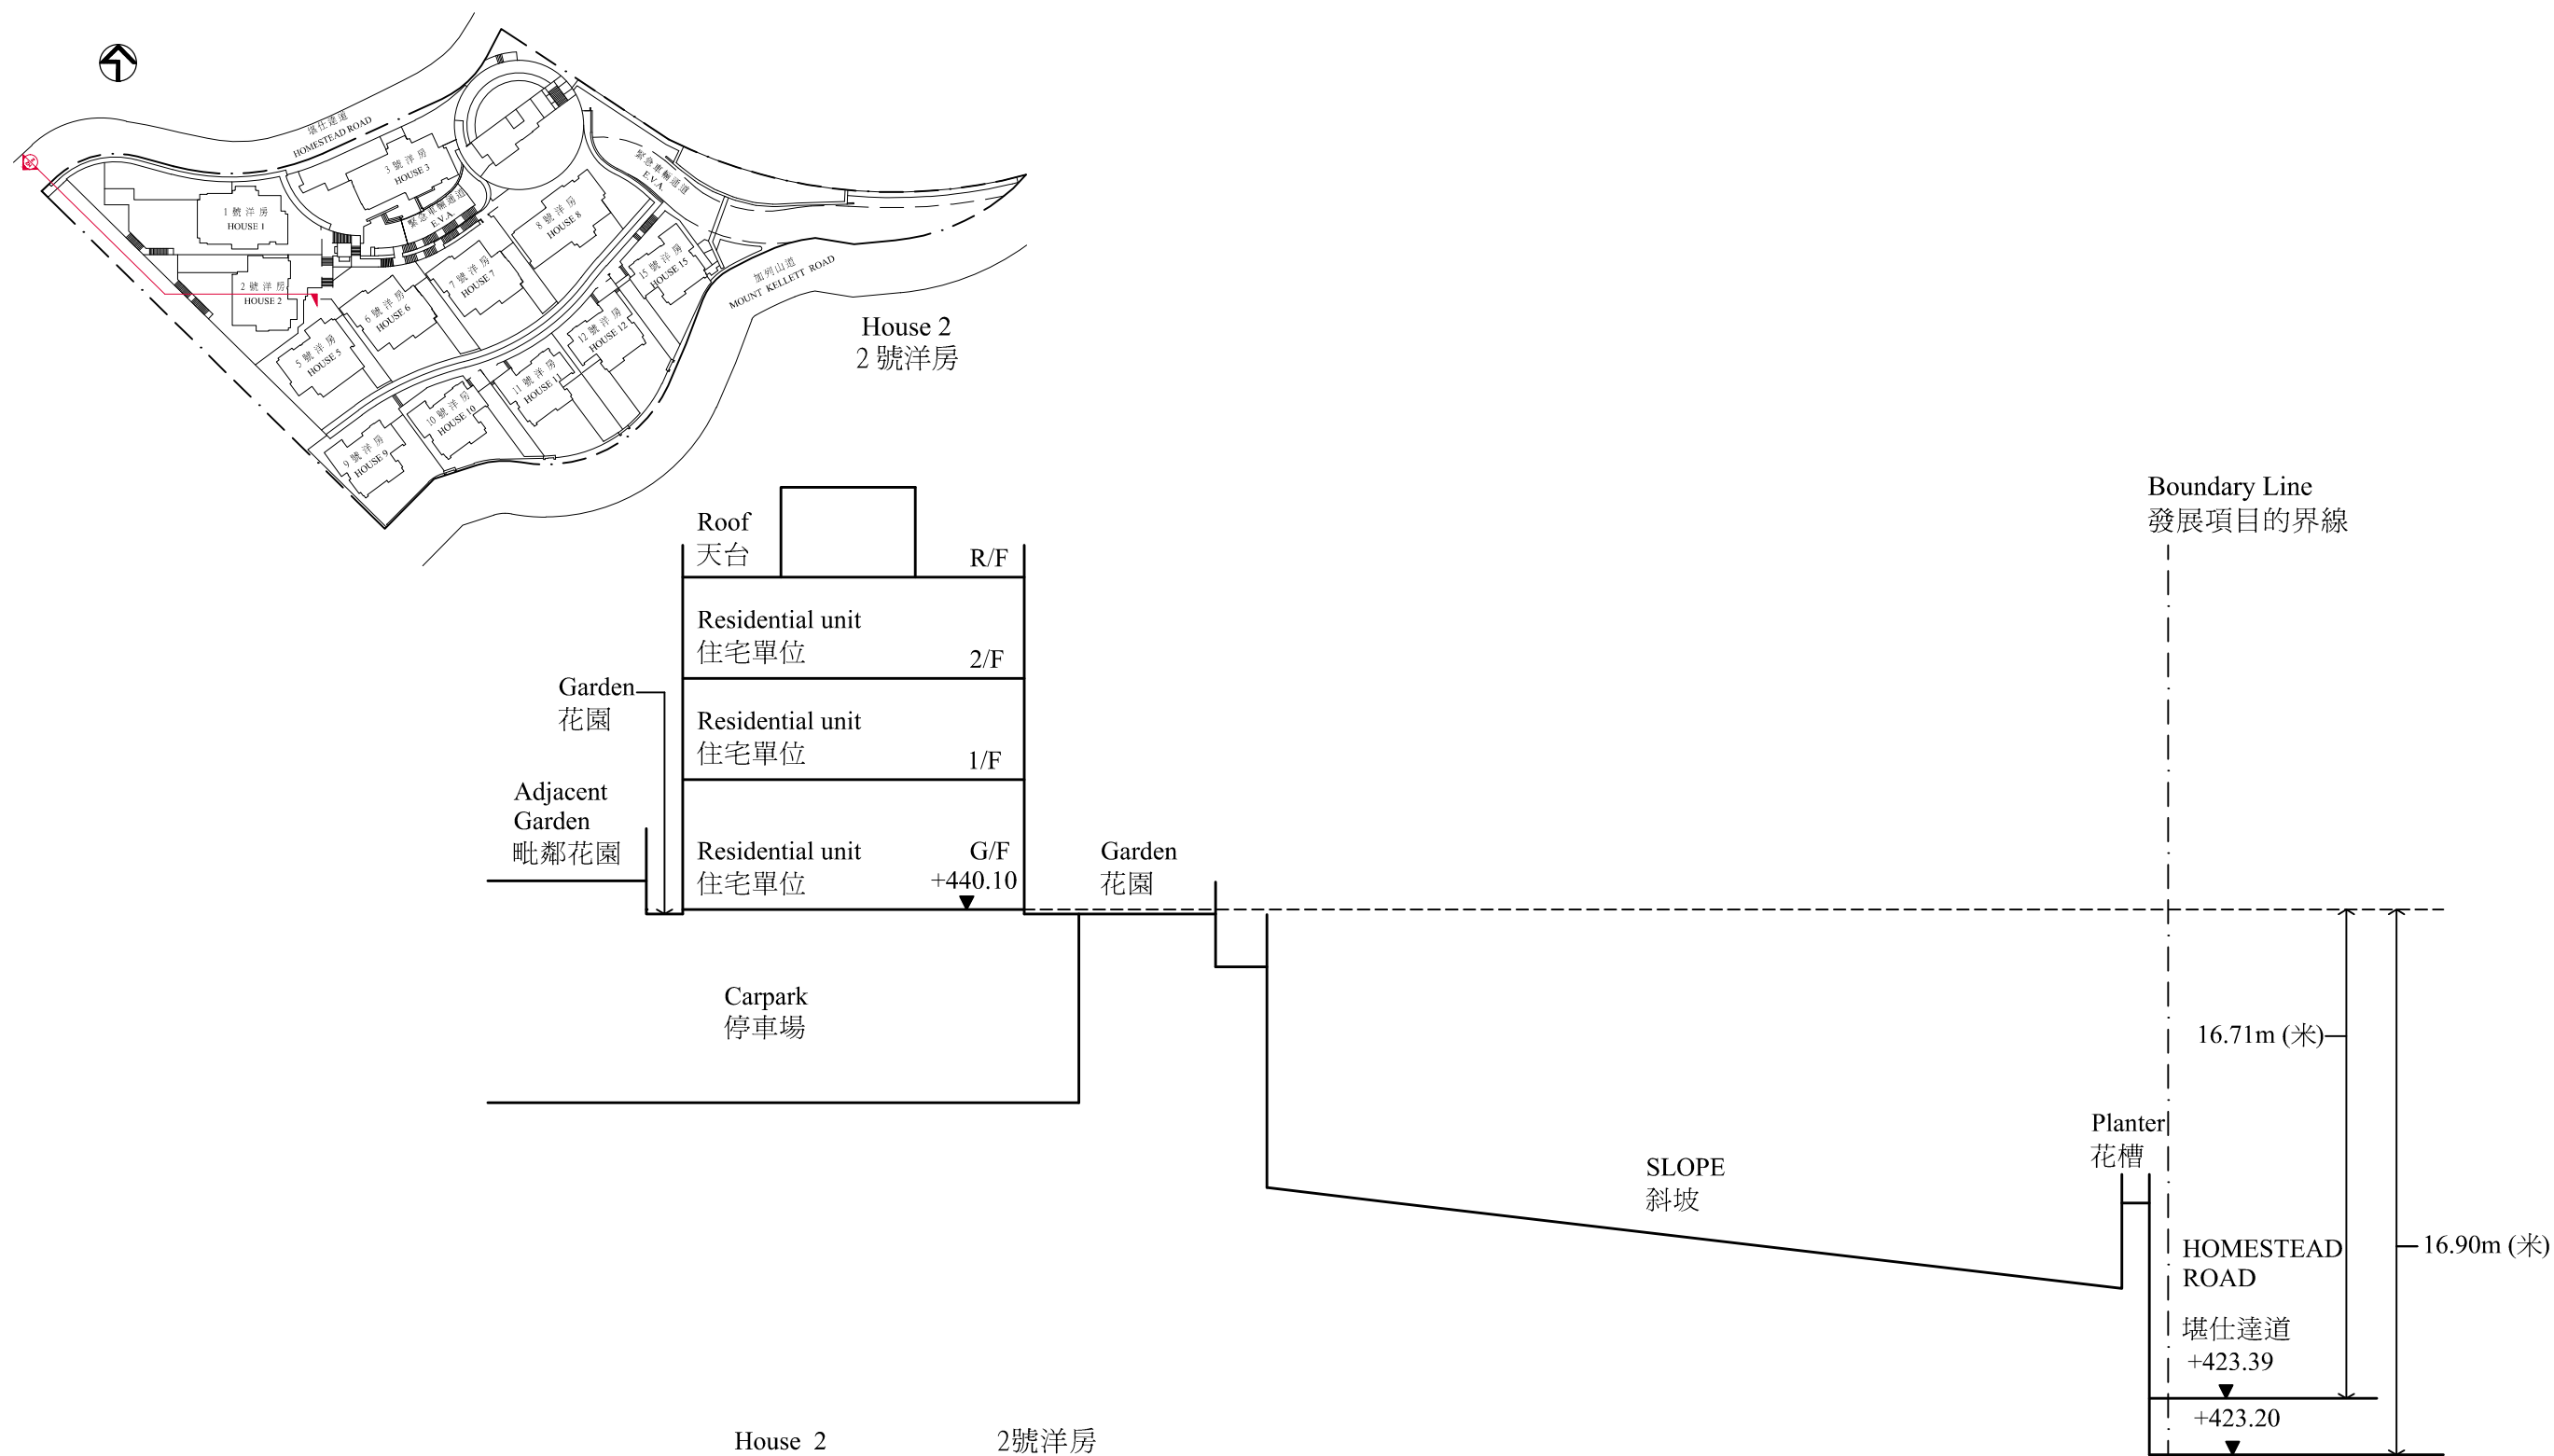 堪仕達道
HOMESTEAD ROAD
3 號洋房
HOUSE 3
緊急車輛通道
E.V.A.
緊急車輛通道
E.V.A.
1 號洋房
HOUSE 1
8 號洋房
HOUSE 8
7 號洋房
HOUSE 7
15 號洋房
HOUSE 15
加列山道
MOUNT KELLETT ROAD
2 號洋房
HOUSE 2
6 號洋房
HOUSE 6
5 號洋房
HOUSE 5
12 號洋房
HOUSE 12
11 號洋房
HOUSE 11
10 號洋房
HOUSE 10
9 號洋房
HOUSE 9
House 2
2 號洋房
Boundary Line
發展項目的界線
Roof
天台
R/F
Residential unit
住宅單位
2/F
Garden
花園
Residential unit
住宅單位
1/F
Adjacent
Garden
毗鄰花園
Residential unit
住宅單位
G/F
+440.10
Garden
花園
Carpark
停車場
16.71m (米)
Planter
花槽
SLOPE
斜坡
HOMESTEAD
ROAD
堪仕達道
+423.39
16.90m (米)
+423.20
House 2
2號洋房